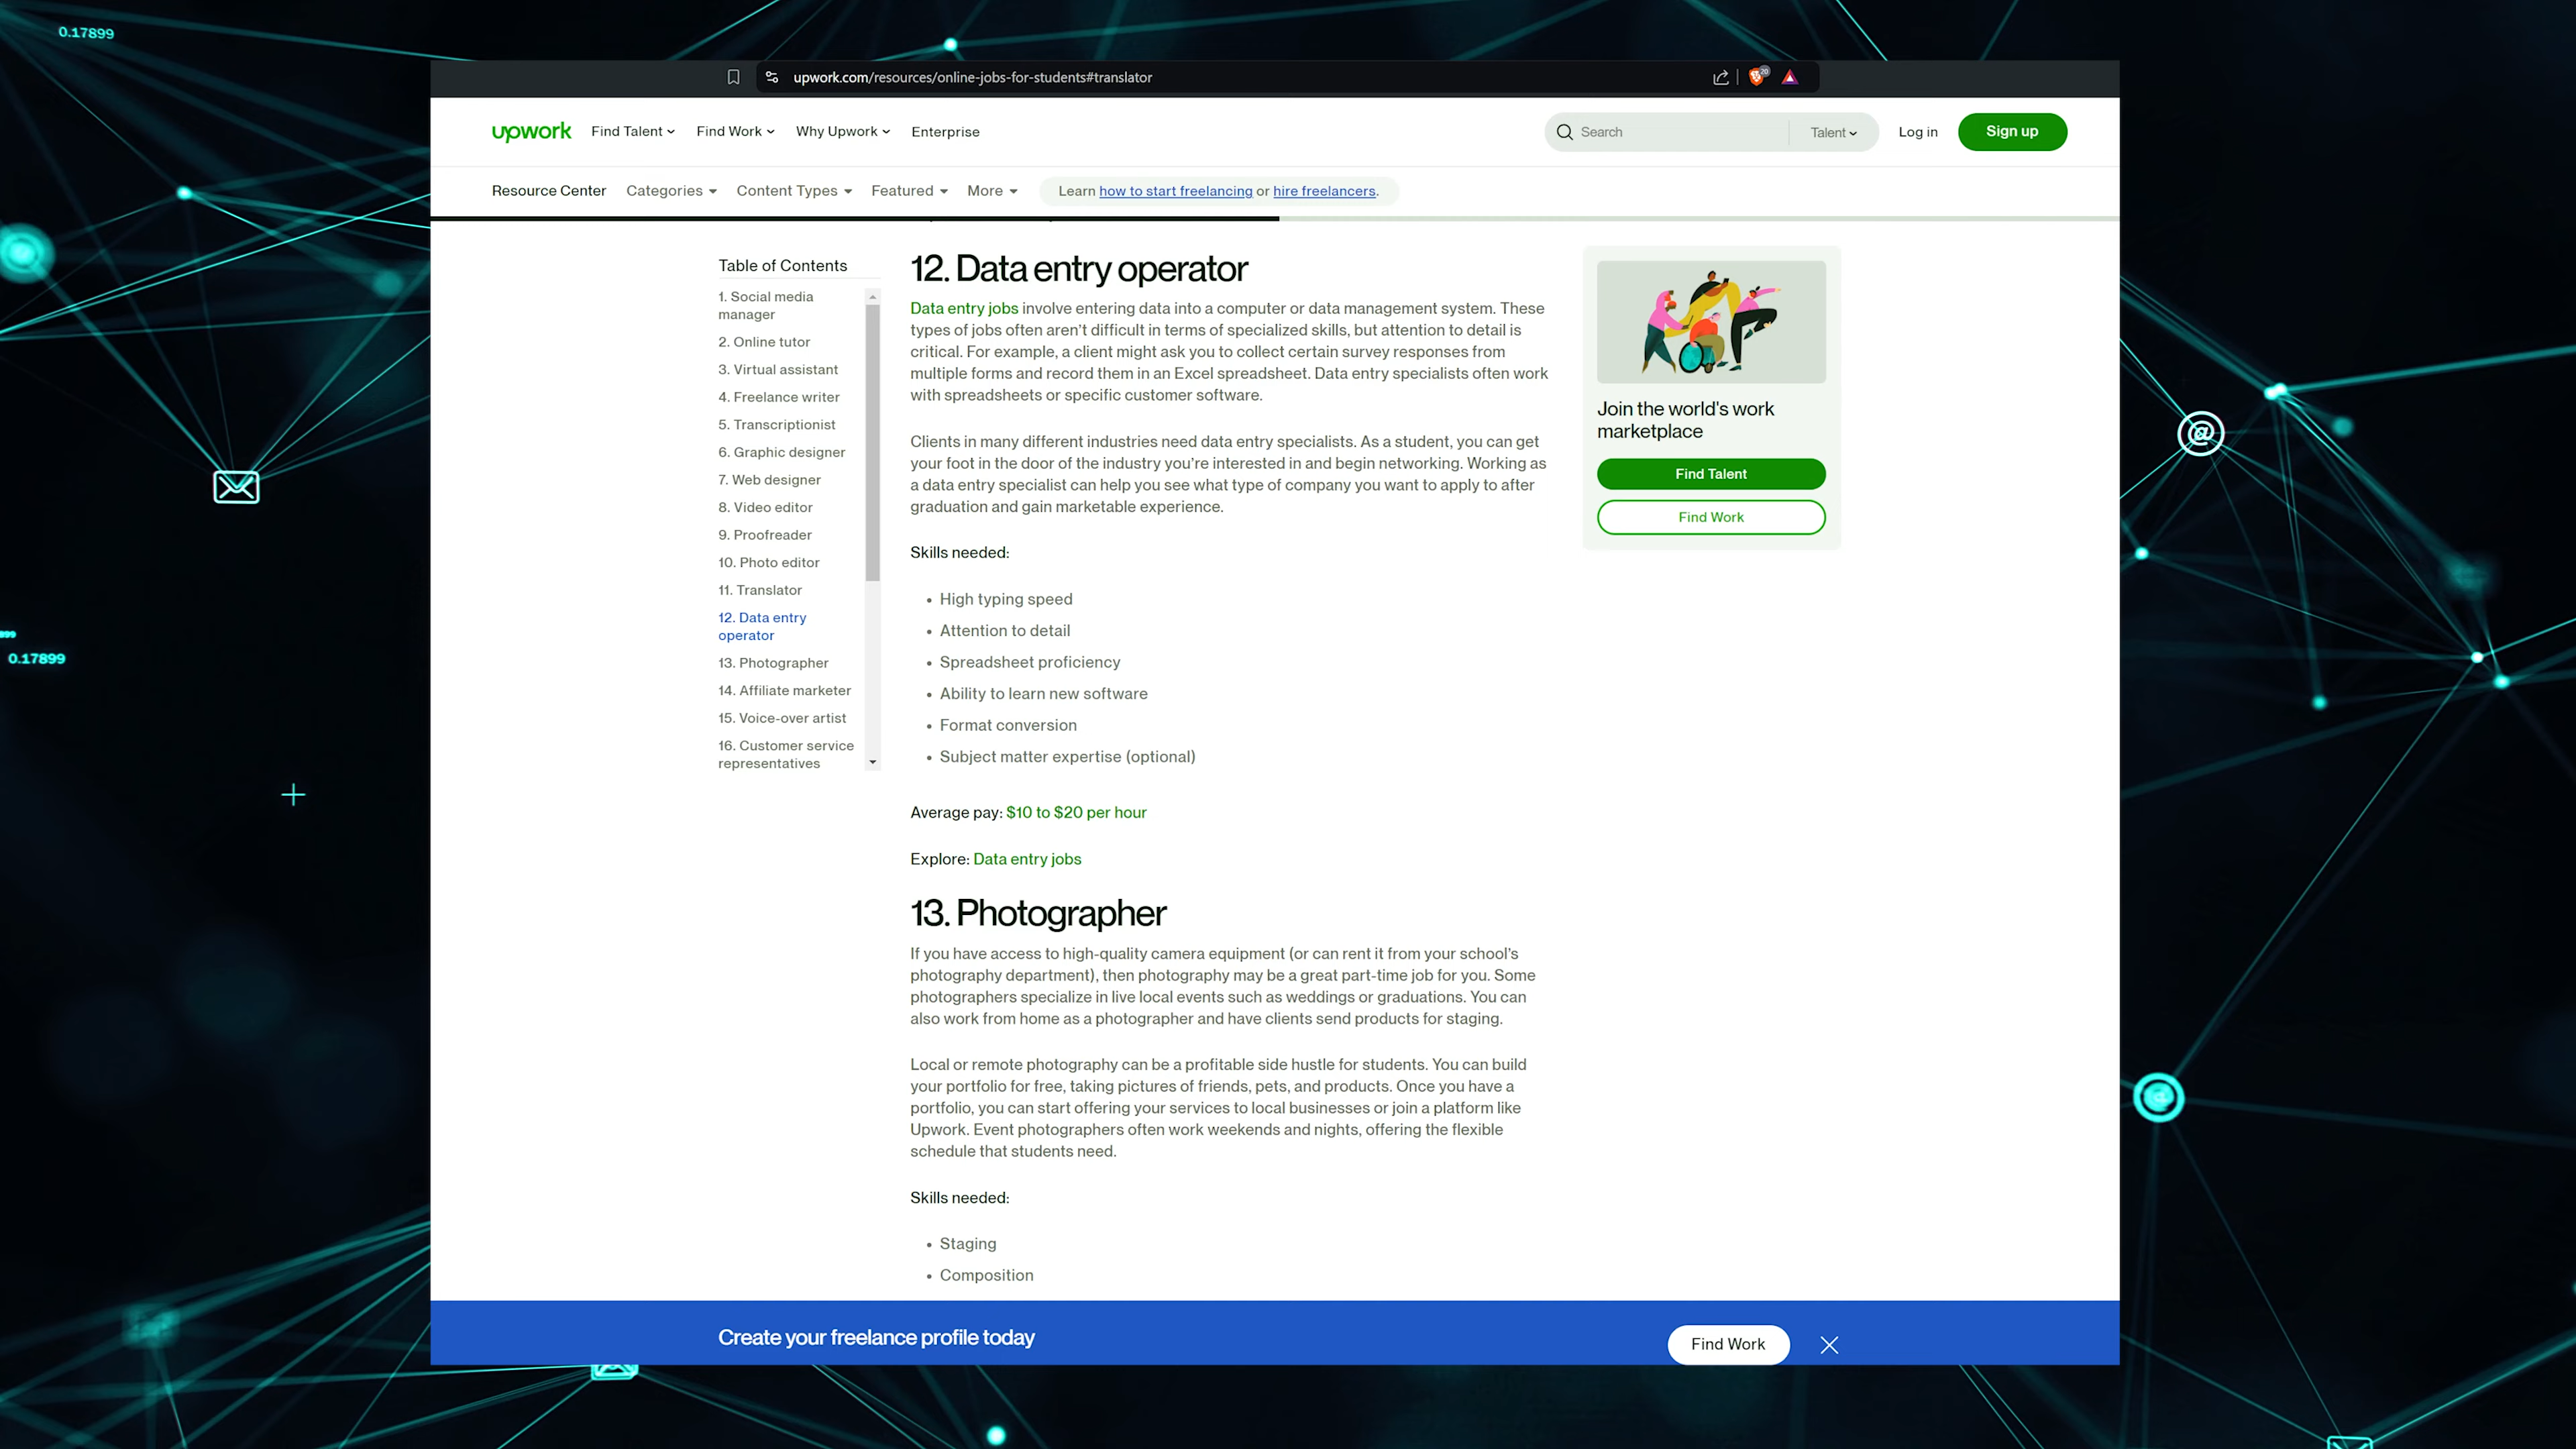 0.17899
upwork.com/resources/online-jobs-for-students#translator
20
upwork
Find Talent
Find Work
Why Upwork
Enterprise
Search
Talent
Log in
Sign up
Resource Center
Categories
Content Types
Featured
More
Learn how to start freelancing or hire freelancers.
Table of Contents
1. Social media
manager
2. Online tutor
3. Virtual assistant
4. Freelance writer
5. Transcriptionist
6. Graphic designer
7. Web designer
8. Video editor
9. Proofreader
10. Photo editor
11. Translator
12. Data entry
operator
13. Photographer
14. Affiliate marketer
15. Voice-over artist
16. Customer service
representatives
12. Data entry operator
Data entry jobs involve entering data into a computer or data management system. These
types of jobs often aren't difficult in terms of specialized skills, but attention to detail is
critical. For example, a client might ask you to collect certain survey responses from
multiple forms and record them in an Excel spreadsheet. Data entry specialists often work
with spreadsheets or specific customer software.
Clients in many different industries need data entry specialists. As a student, you can get
your foot in the door of the industry you're interested in and begin networking. Working as
a data entry specialist can help you see what type of company you want to apply to after
graduation and gain marketable experience.
Skills needed:
• High typing speed
• Attention to detail
• Spreadsheet proficiency
• Ability to learn new software
• Format conversion
• Subject matter expertise (optional)
Average pay: $10 to $20 per hour
Explore: Data entry jobs
13. Photographer
If you have access to high-quality camera equipment (or can rent it from your school's
photography department), then photography may be a great part-time job for you. Some
photographers specialize in live local events such as weddings or graduations. You can
also work from home as a photographer and have clients send products for staging.
Local or remote photography can be a profitable side hustle for students. You can build
your portfolio for free, taking pictures of friends, pets, and products. Once you have a
portfolio, you can start offering your services to local businesses or join a platform like
Upwork. Event photographers often work weekends and nights, offering the flexible
schedule that students need.
Skills needed:
• Staging
• Composition
Join the world's work
marketplace
Find Talent
Find Work
899
0.17899
@
Create your freelance profile today
Find Work